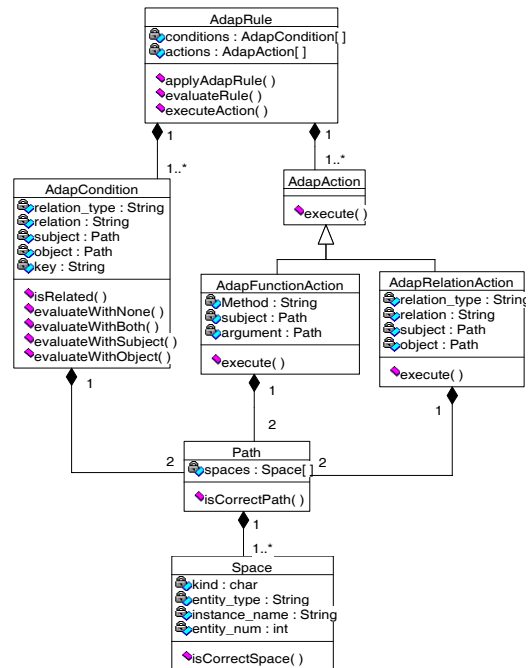 AdapRule
conditions : AdapCondition[ ]
actions : AdapAction[ ]
applyAdapRule( )
evaluateRule( )
executeAction( )
1
1
1..*
1..*
AdapCondition
relation_type : String
relation : String
subject : Path
object : Path
key : String
isRelated( )
evaluateWithNone( )
evaluateWithBoth( )
evaluateWithSubject( )
evaluateWithObject( )
AdapAction
execute( )
AdapFunctionAction
Method : String
subject : Path
argument : Path
execute( )
AdapRelationAction
relation_type : String
relation : String
subject : Path
object : Path
execute( )
1
1
1
2
2
2
Path
spaces : Space[ ]
isCorrectPath( )
1
1..*
Space
kind : char
entity_type : String
instance_name : String
entity_num : int
isCorrectSpace( )